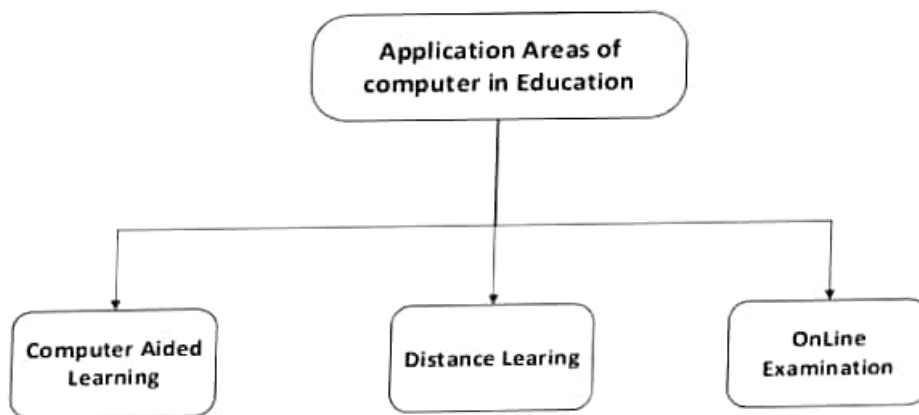 Application Areas of
computer in Education
Computer Aided
Learning
Distance Learing
OnLine
Examination